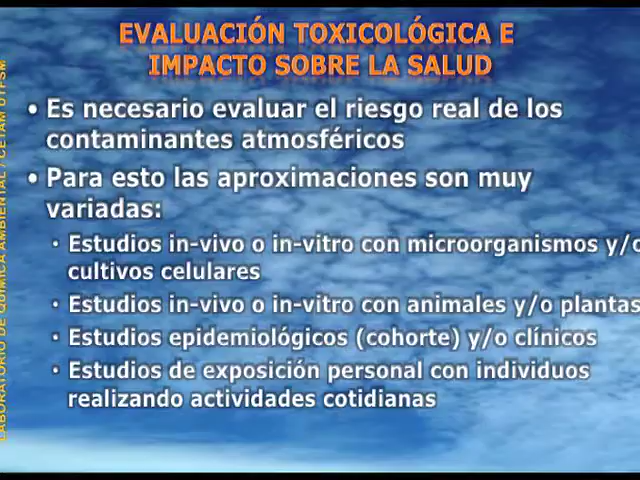 EVALUACIÓN TOXICOLÓGICA E
IMPACTO SOBRE LA SALUD
• Es necesario evaluar el riesgo real de los
contaminantes atmosféricos
• Para esto las aproximaciones son muy
variadas:
• Estudios in-vivo o in-vitro con microorganismos y/o
cultivos celulares
• Estudios in-vivo o in-vitro con animales y/o plantas
• Estudios epidemiológicos (cohorte) y/o clínicos
• Estudios de exposición personal con individuos
realizando actividades cotidianas
LABORATORIO DE QUÍMICA AMBIENTAL / CETAM UTFSM